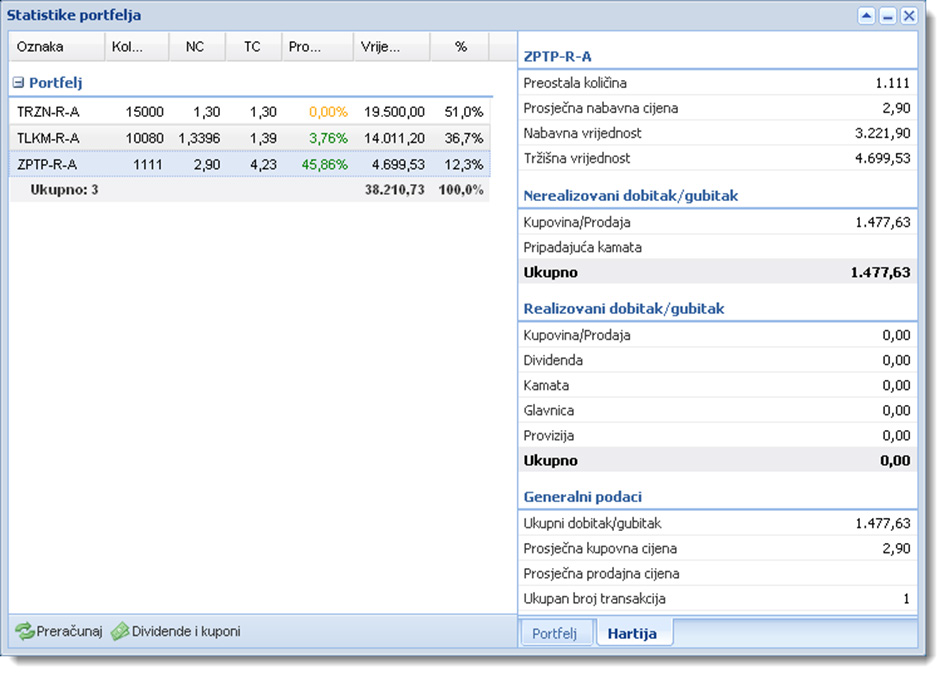 Statistike portfelja
Oznaka Kol... NC TC Pro... Vrije... %
Portfelj
TRZN-R-A 15000 1,30 1,30 0,00% 19.500,00 51,0%
TLKM-R-A 10080 1,3396 1,39 3,76% 14.011,20 36,7%
ZPTP-R-A 1111 2,90 4,23 45,86% 4.699,53 12,3%
Ukupno: 3 38.210,73 100,0%
Preračunaj Dividende i kuponi
ZPTP-R-A
Preostala količina 1.111
Prosječna nabavna cijena 2,90
Nabavna vrijednost 3.221,90
Tržišna vrijednost 4.699,53
Nerealizovani dobitak/gubitak
Kupovina/Prodaja 1.477,63
Pripadajuća kamata
Ukupno 1.477,63
Realizovani dobitak/gubitak
Kupovina/Prodaja 0,00
Dividenda 0,00
Kamata 0,00
Glavnica 0,00
Provizija 0,00
Ukupno 0,00
Generalni podaci
Ukupni dobitak/gubitak 1.477,63
Prosječna kupovna cijena 2,90
Prosječna prodajna cijena
Ukupan broj transakcija 1
Portfelj Hartija